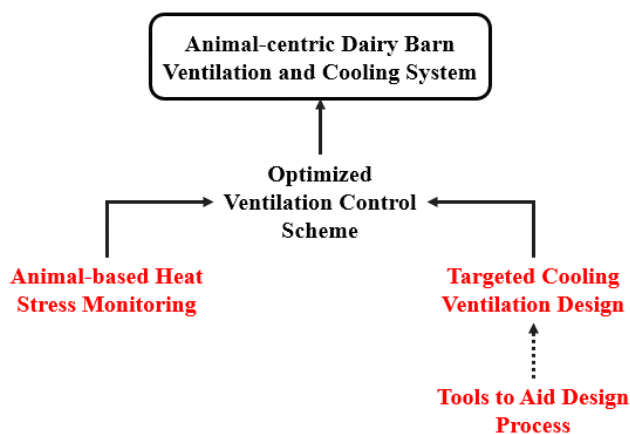 Animal-centric Dairy Barn
Ventilation and Cooling System
Optimized
Ventilation Control
Scheme
Animal-based Heat
Stress Monitoring
Targeted Cooling
Ventilation Design
Tools to Aid Design
Process